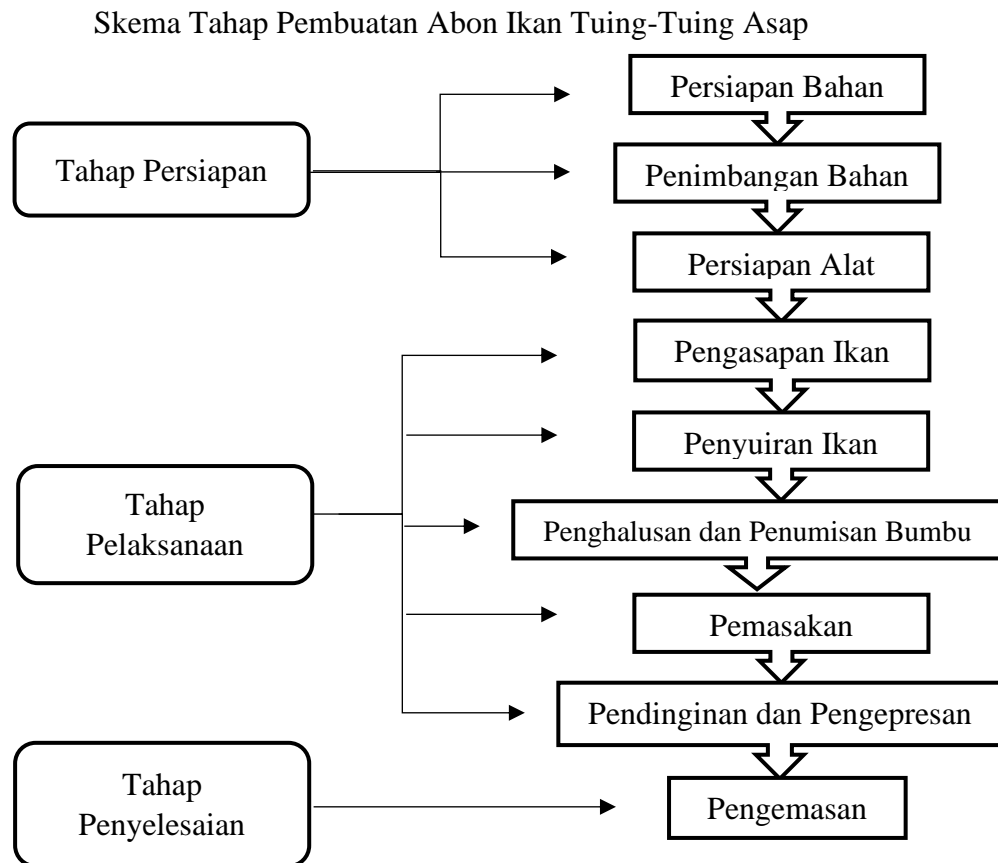 Skema Tahap Pembuatan Abon Ikan Tuing-Tuing Asap
Tahap Persiapan
Persiapan Bahan
Penimbangan Bahan
Persiapan Alat
Tahap
Pelaksanaan
Pengasapan Ikan
Penyuiran Ikan
Penghalusan dan Penumisan Bumbu
Pemasakan
Pendinginan dan Pengepresan
Tahap
Penyelesaian
Pengemasan